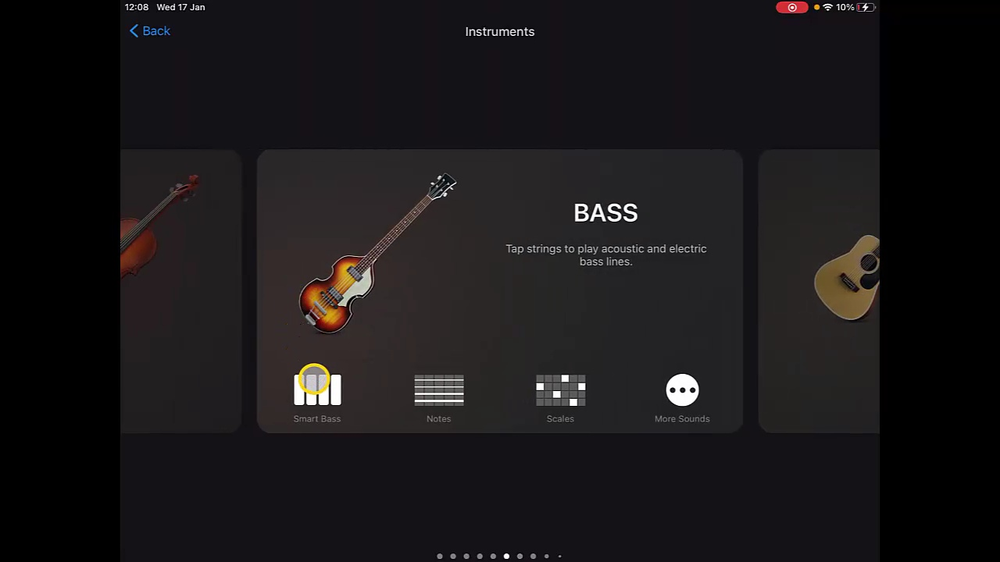 12:08 Wed 17 Jan
10%
Back
Instruments
BASS
Tap strings to play acoustic and electric
bass lines.
Smart Bass
Notes
Scales
More Sounds